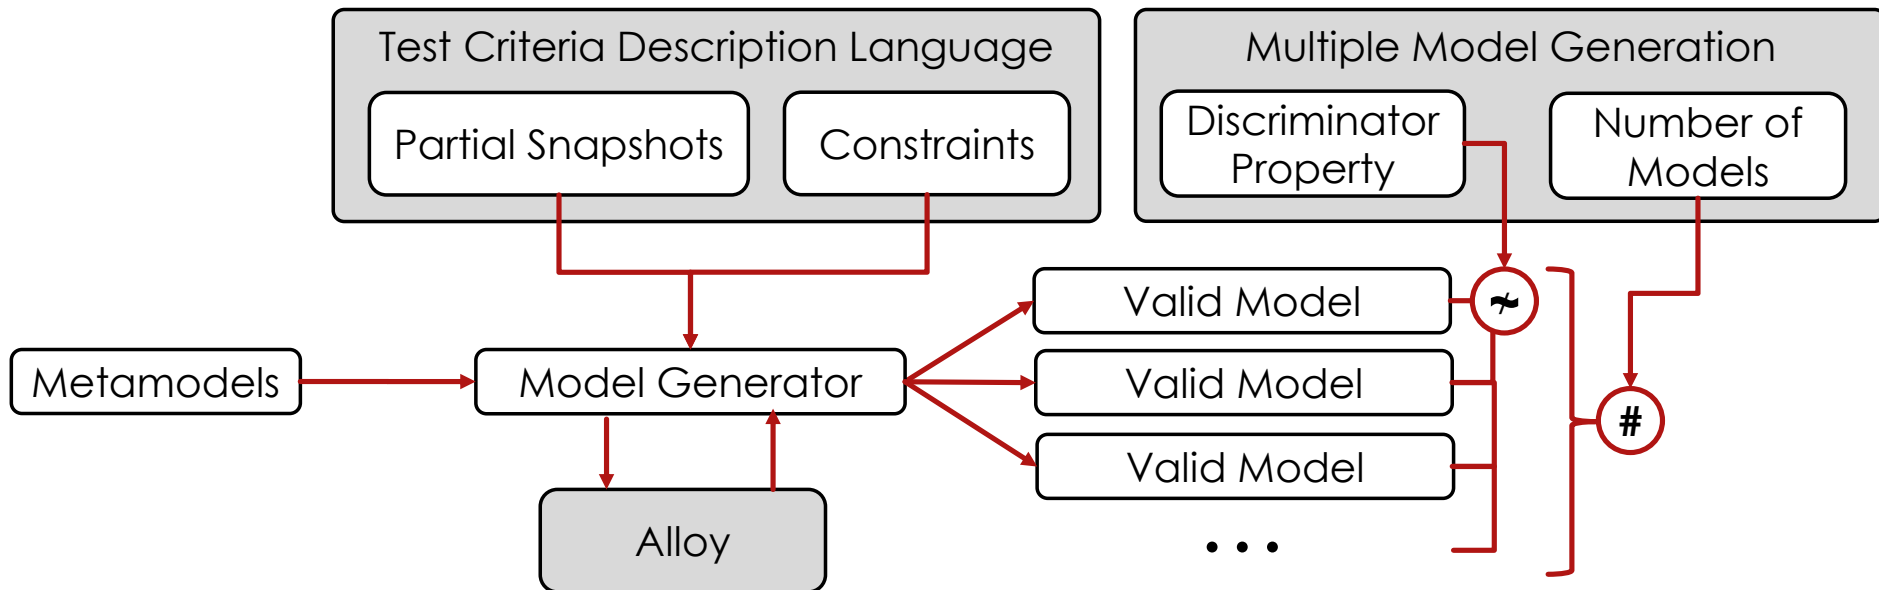 Test Criteria Description Language
Partial Snapshots
Constraints
Multiple Model Generation
Discriminator
Property
Number of
Models
Metamodels
Model Generator
Alloy
Valid Model
Valid Model
Valid Model
• • •
≁
#